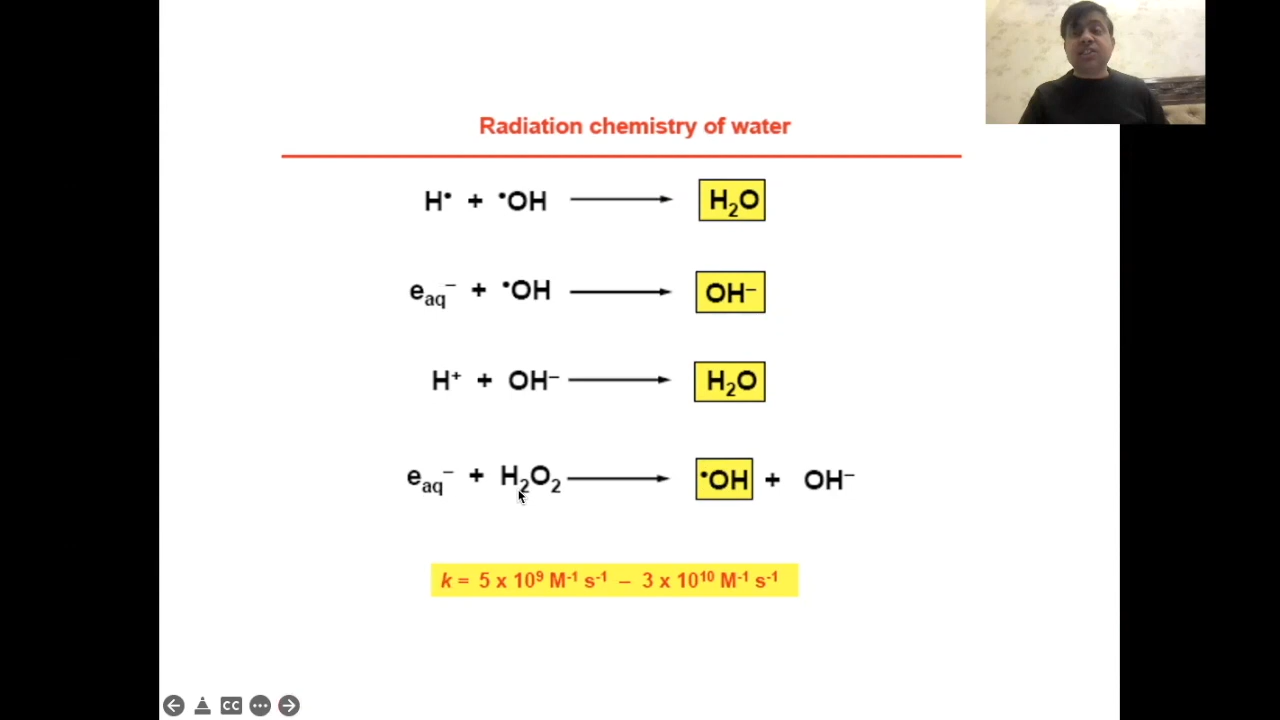 Radiation chemistry of water
H• + •OH ⟶ H₂O
eₐq⁻ + •OH ⟶ OH⁻
H⁺ + OH⁻ ⟶ H₂O
eₐq⁻ + H₂O₂ ⟶ •OH + OH⁻
k = 5 x 10⁹ M⁻¹ s⁻¹ – 3 x 10¹⁰ M⁻¹ s⁻¹
CC